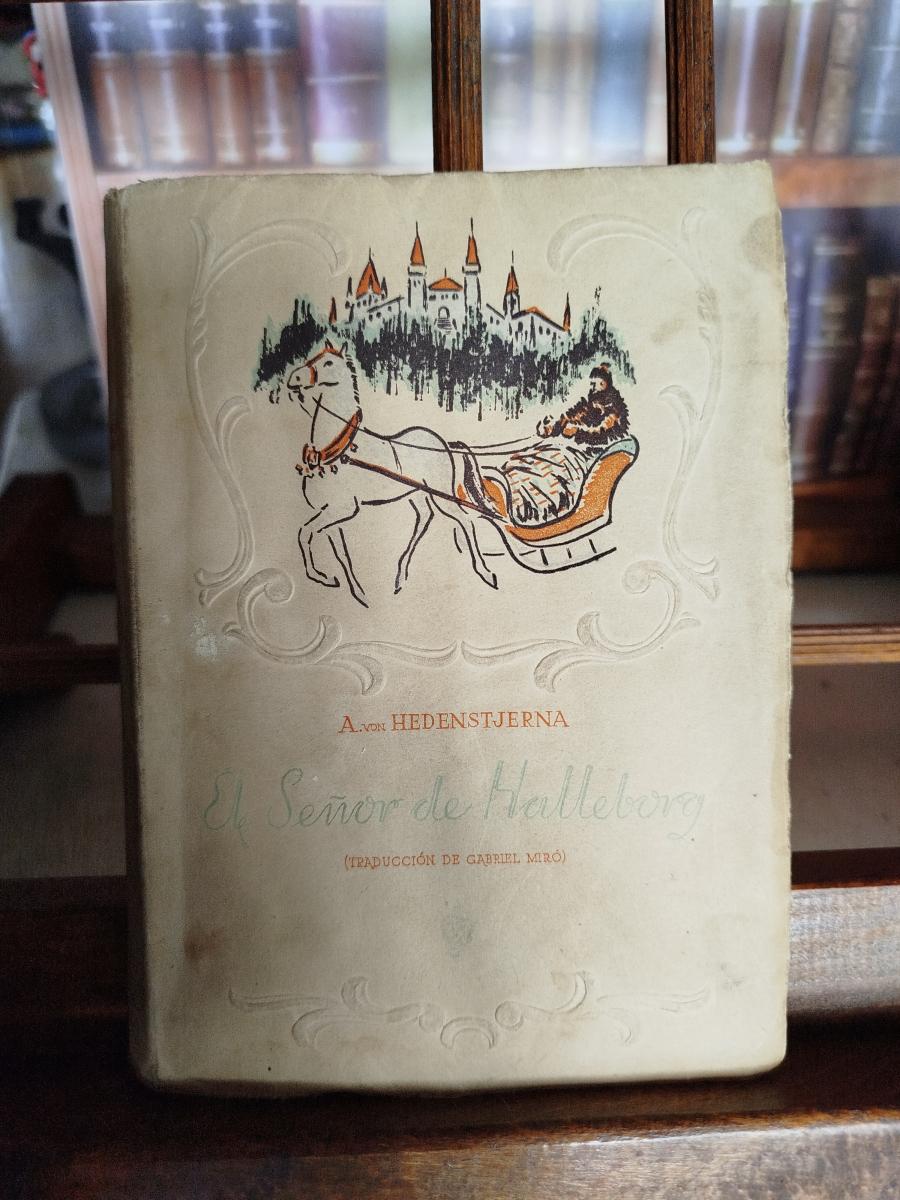 A. von HEDENSTJERNA
El Señor de Halleborg
(TRADUCCIÓN DE GABRIEL MIRÓ)